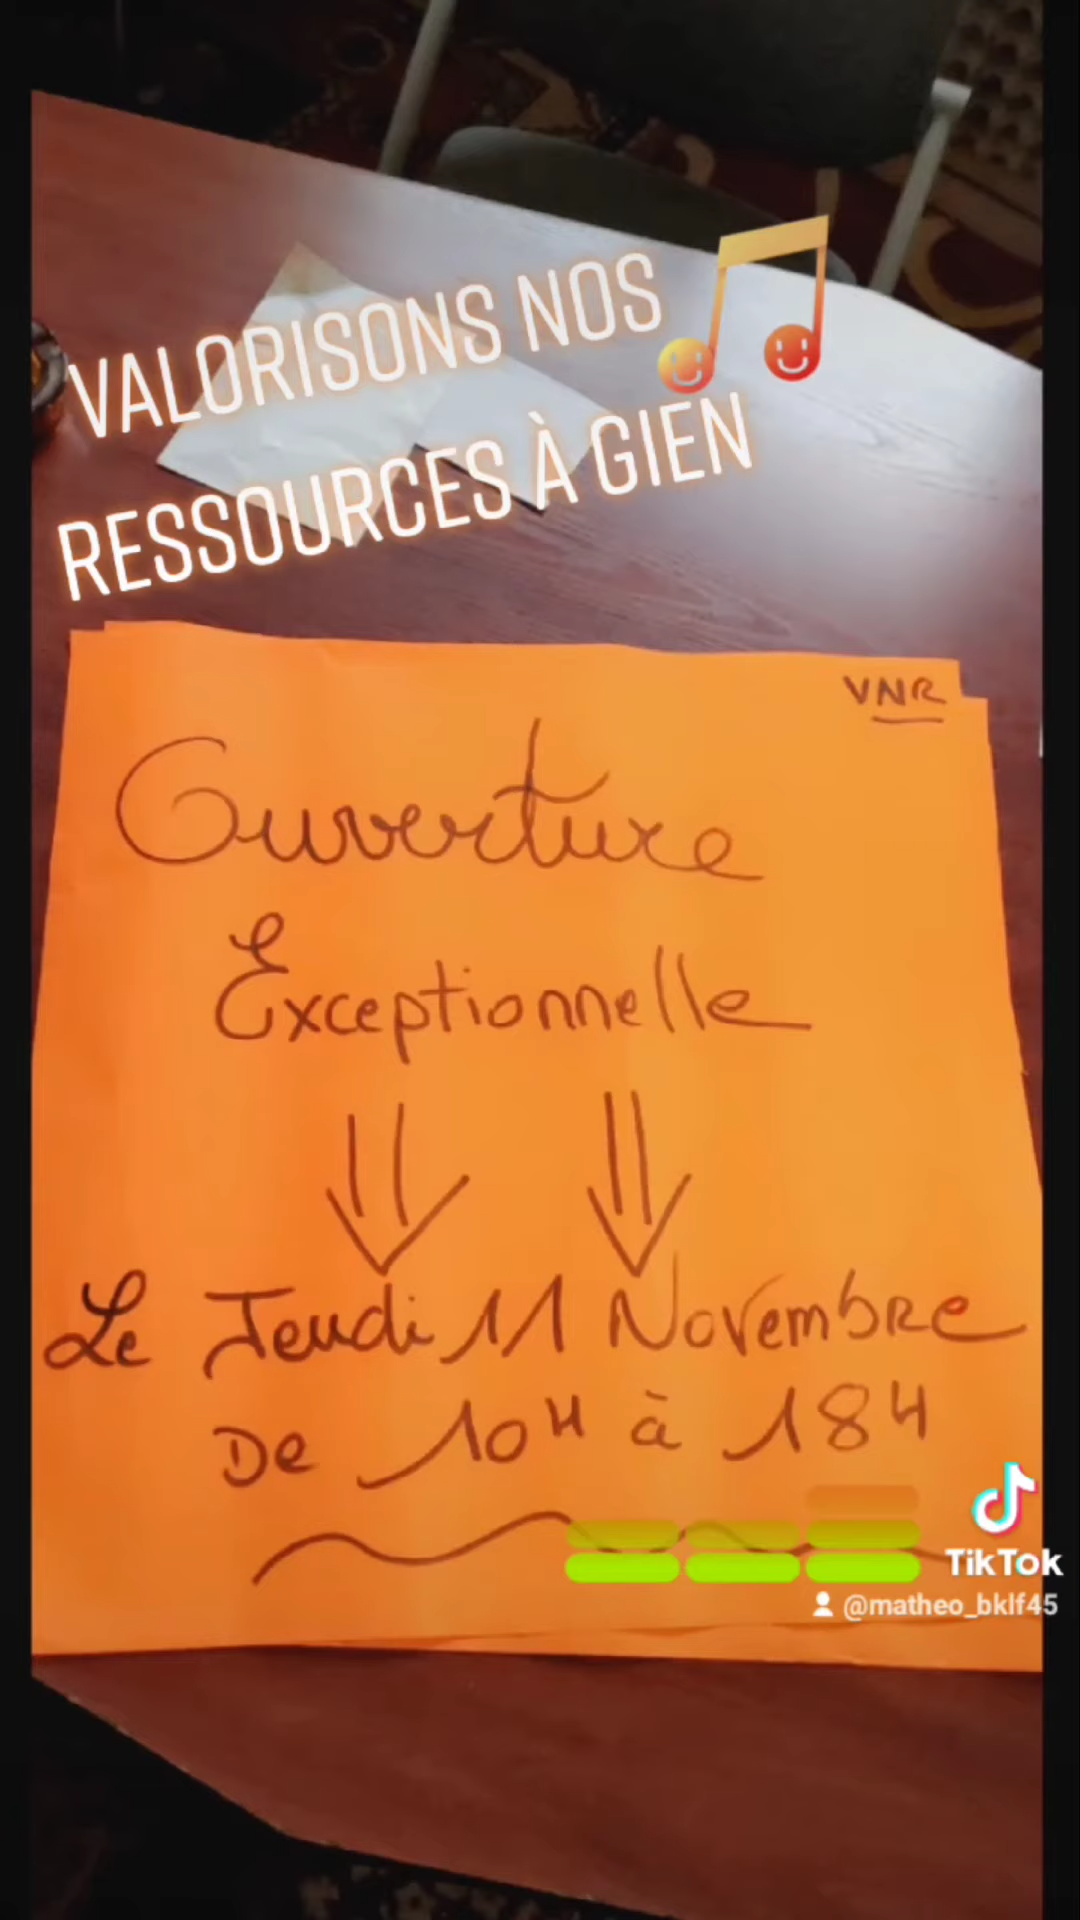 VALORISONS NOS
RESSOURCES À GIEN
VNR
Ouverture
Exceptionnelle
Le Jeudi 11 Novembre
De 10H à 18H
TikTok
@matheo_bklf45